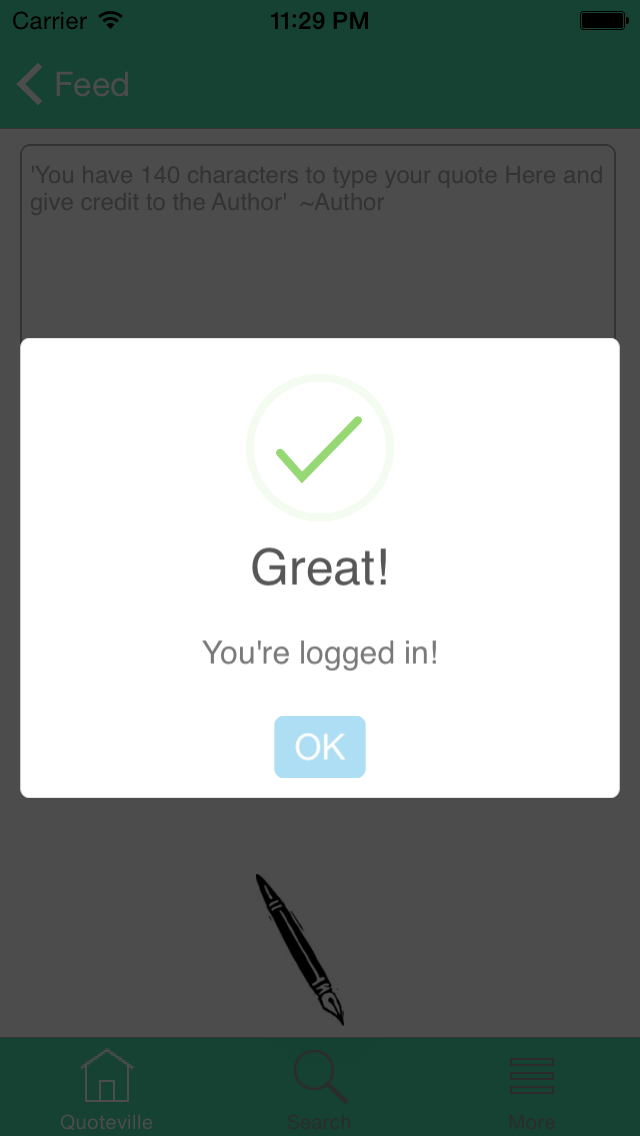 Carrier 11:29 PM
Feed
'You have 140 characters to type your quote Here and
give credit to the Author'  ~Author
Great!
You're logged in!
OK
Quoteville Search More